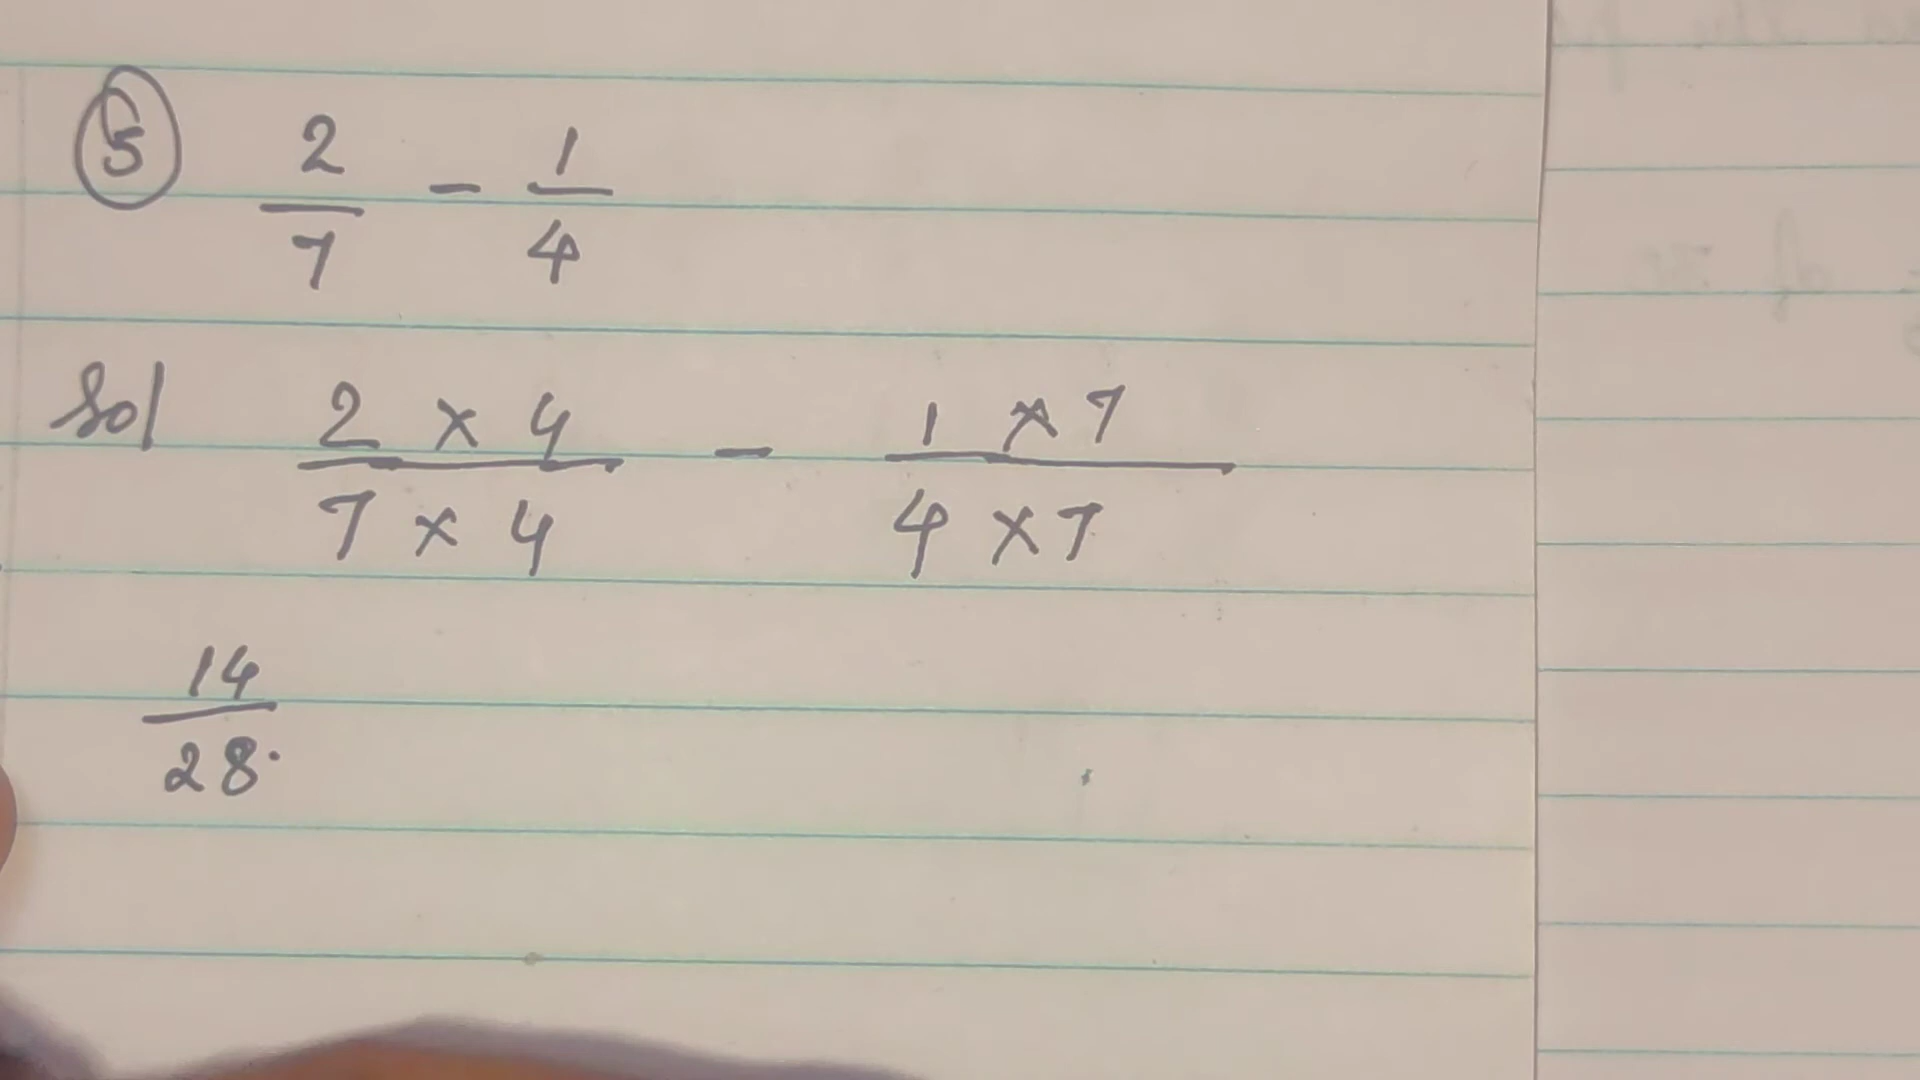 5 2/7 - 1/4
Sol 2 × 4 / 7 × 4 - 1 × 7 / 4 × 7
14/28.